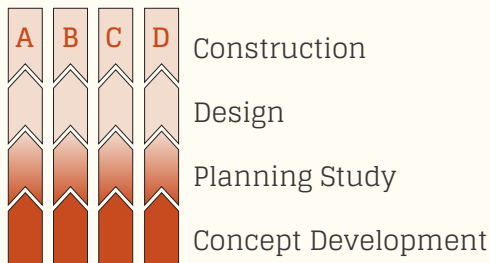 A B C D
Construction
Design
Planning Study
Concept Development